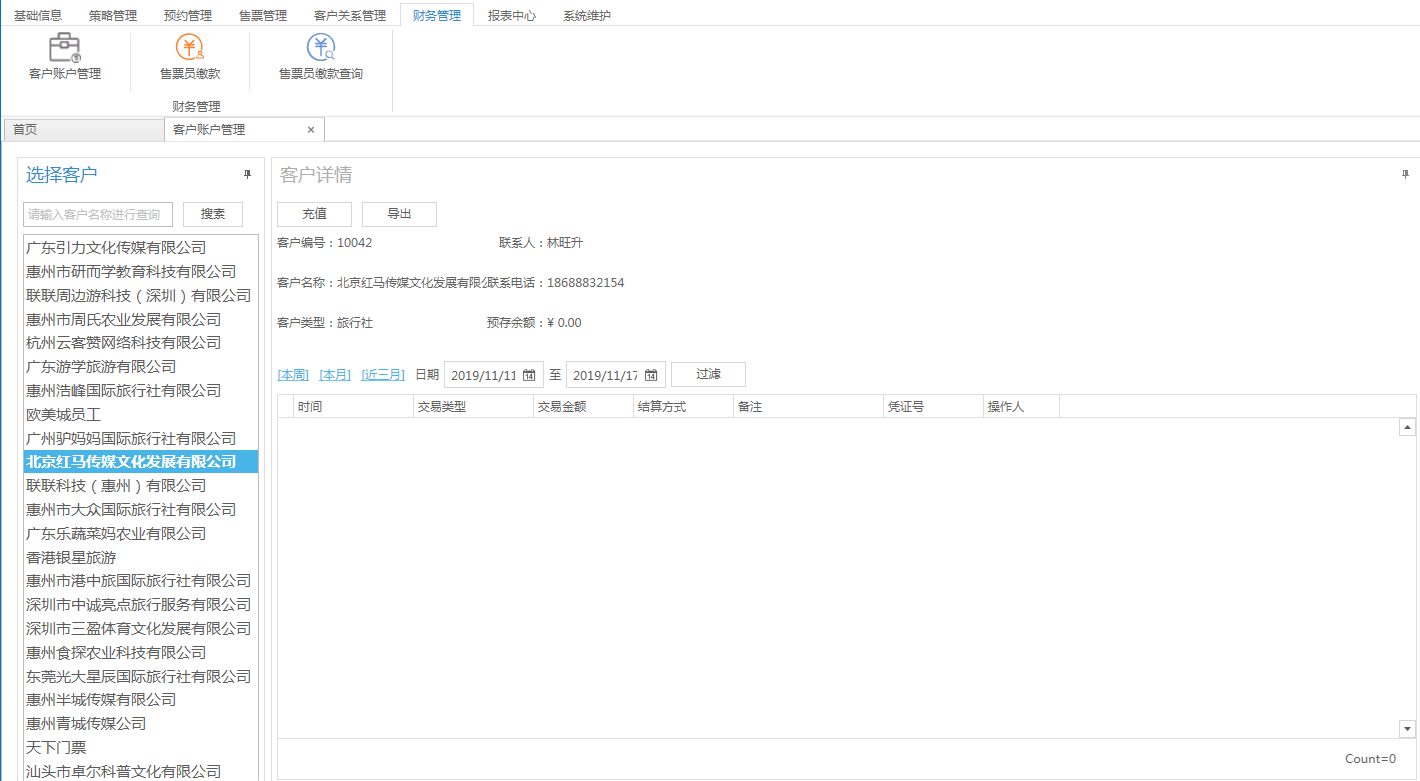 基础信息 策略管理 预约管理 售票管理 客户关系管理 财务管理 报表中心 系统维护
客户账户管理 售票员缴款 售票员缴款查询
财务管理
首页 客户账户管理 ×
选择客户
请输入客户名称进行查询 搜索
广东引力文化传媒有限公司
惠州市研而学教育科技有限公司
联联周边游科技（深圳）有限公司
惠州市周氏农业发展有限公司
杭州云客赞网络科技有限公司
广东游学旅游有限公司
惠州浩峰国际旅行社有限公司
欧美城员工
广州驴妈妈国际旅行社有限公司
北京红马传媒文化发展有限公司
联联科技（惠州）有限公司
惠州市大众国际旅行社有限公司
广东乐蔬菜妈农业有限公司
香港银星旅游
惠州市港中旅国际旅行社有限公司
深圳市中诚亮点旅行服务有限公司
深圳市三盈体育文化发展有限公司
惠州食探农业科技有限公司
东莞光大星辰国际旅行社有限公司
惠州半城传媒有限公司
惠州青城传媒公司
天下门票
汕头市卓尔科普文化有限公司
客户详情
充值 导出
客户编号：10042 联系人：林旺升
客户名称：北京红马传媒文化发展有限公 联系电话：18688832154
客户类型：旅行社 预存余额：¥ 0.00
[本周] [本月] [近三月] 日期 2019/11/11 至 2019/11/17 过滤
时间 交易类型 交易金额 结算方式 备注 凭证号 操作人
Count=0